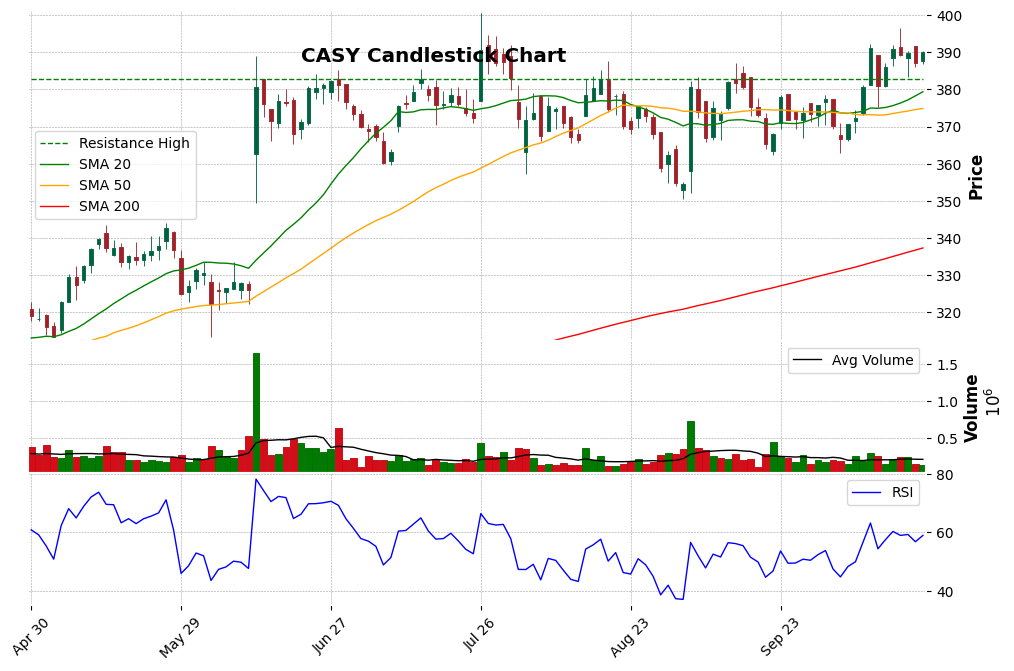 CASY Candlestick Chart
Resistance High
SMA 20
SMA 50
SMA 200
400
390
380
370
360
350
340
330
320
Price
Avg Volume
1.5
1.0
0.5
Volume
10^6
RSI
80
60
40
Apr 30
May 29
Jun 27
Jul 26
Aug 23
Sep 23